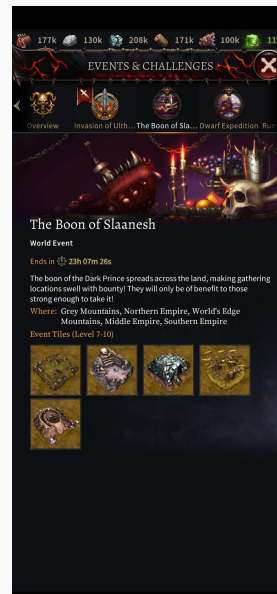 177k 130k 208k 171k 100k
EVENTS & CHALLENGES
Overview Invasion of Ulth... The Boon of Sla... Dwarf Expedition
The Boon of Slaanesh
World Event
Ends in 23h 07m 26s
The boon of the Dark Prince spreads across the land, making gathering
locations swell with bounty! They will only be of benefit to those
strong enough to take it!
Where: Grey Mountains, Northern Empire, World's Edge
Mountains, Middle Empire, Southern Empire
Event Tiles (Level 7-10)